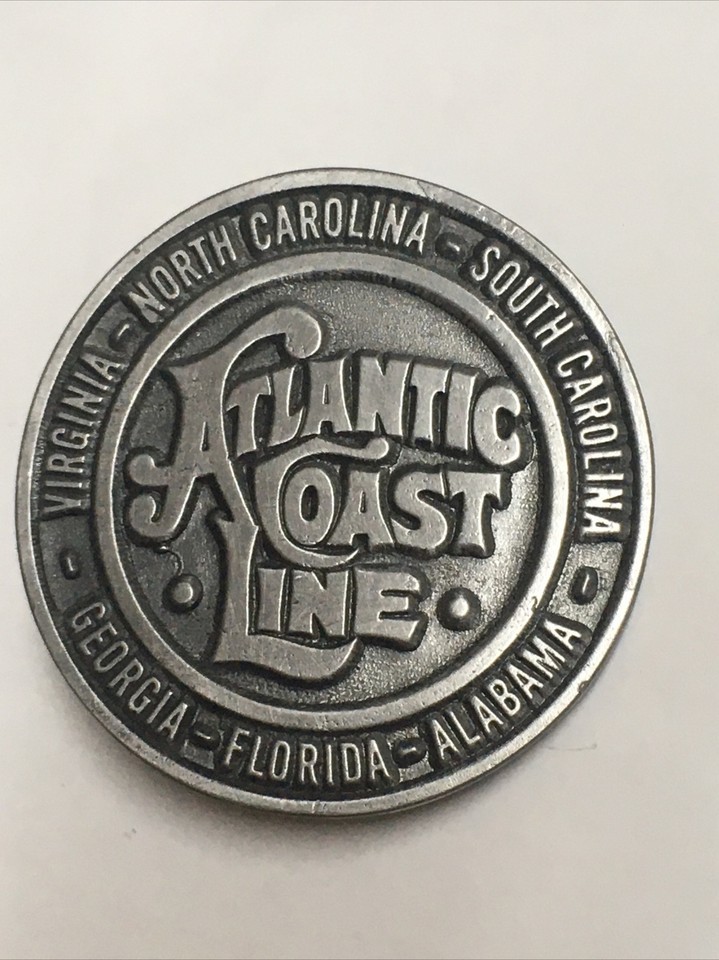 VIRGINIA - NORTH CAROLINA - SOUTH CAROLINA
ATLANTIC
COAST
LINE
GEORGIA - FLORIDA - ALABAMA